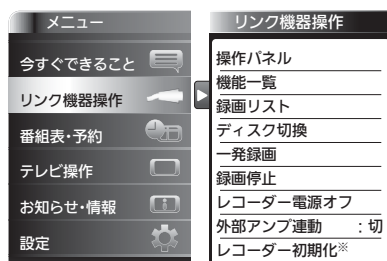 メニュー
今すぐできること
リンク機器操作
番組表･予約
テレビ操作
お知らせ･情報
設定
リンク機器操作
操作パネル
機能一覧
録画リスト
ディスク切換
一発録画
録画停止
レコーダー電源オフ
外部アンプ連動 :切
レコーダー初期化※